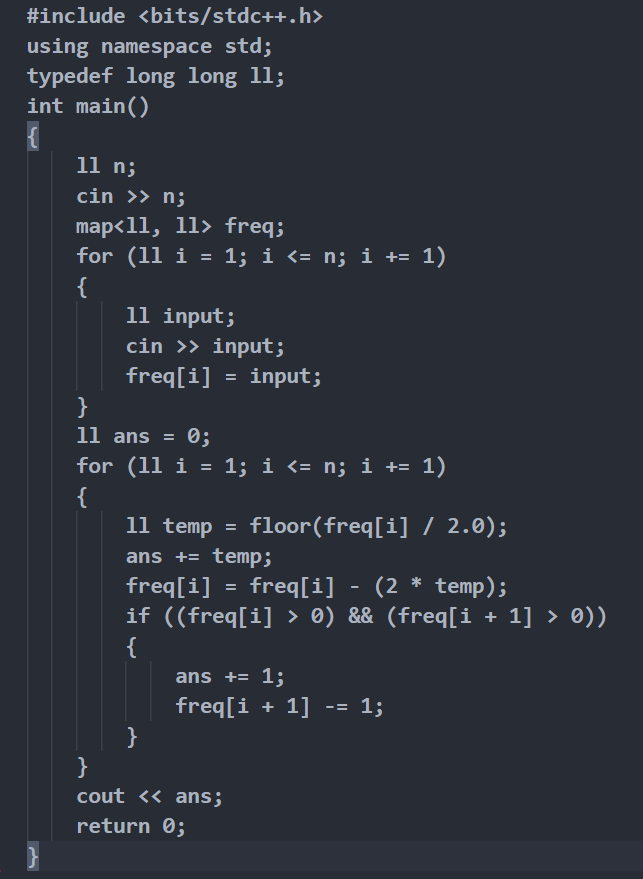 #include <bits/stdc++.h>
using namespace std;
typedef long long ll;
int main()
{
    ll n;
    cin >> n;
    map<ll, ll> freq;
    for (ll i = 1; i <= n; i += 1)
    {
        ll input;
        cin >> input;
        freq[i] = input;
    }
    ll ans = 0;
    for (ll i = 1; i <= n; i += 1)
    {
        ll temp = floor(freq[i] / 2.0);
        ans += temp;
        freq[i] = freq[i] - (2 * temp);
        if ((freq[i] > 0) && (freq[i + 1] > 0))
        {
            ans += 1;
            freq[i + 1] -= 1;
        }
    }
    cout << ans;
    return 0;
}